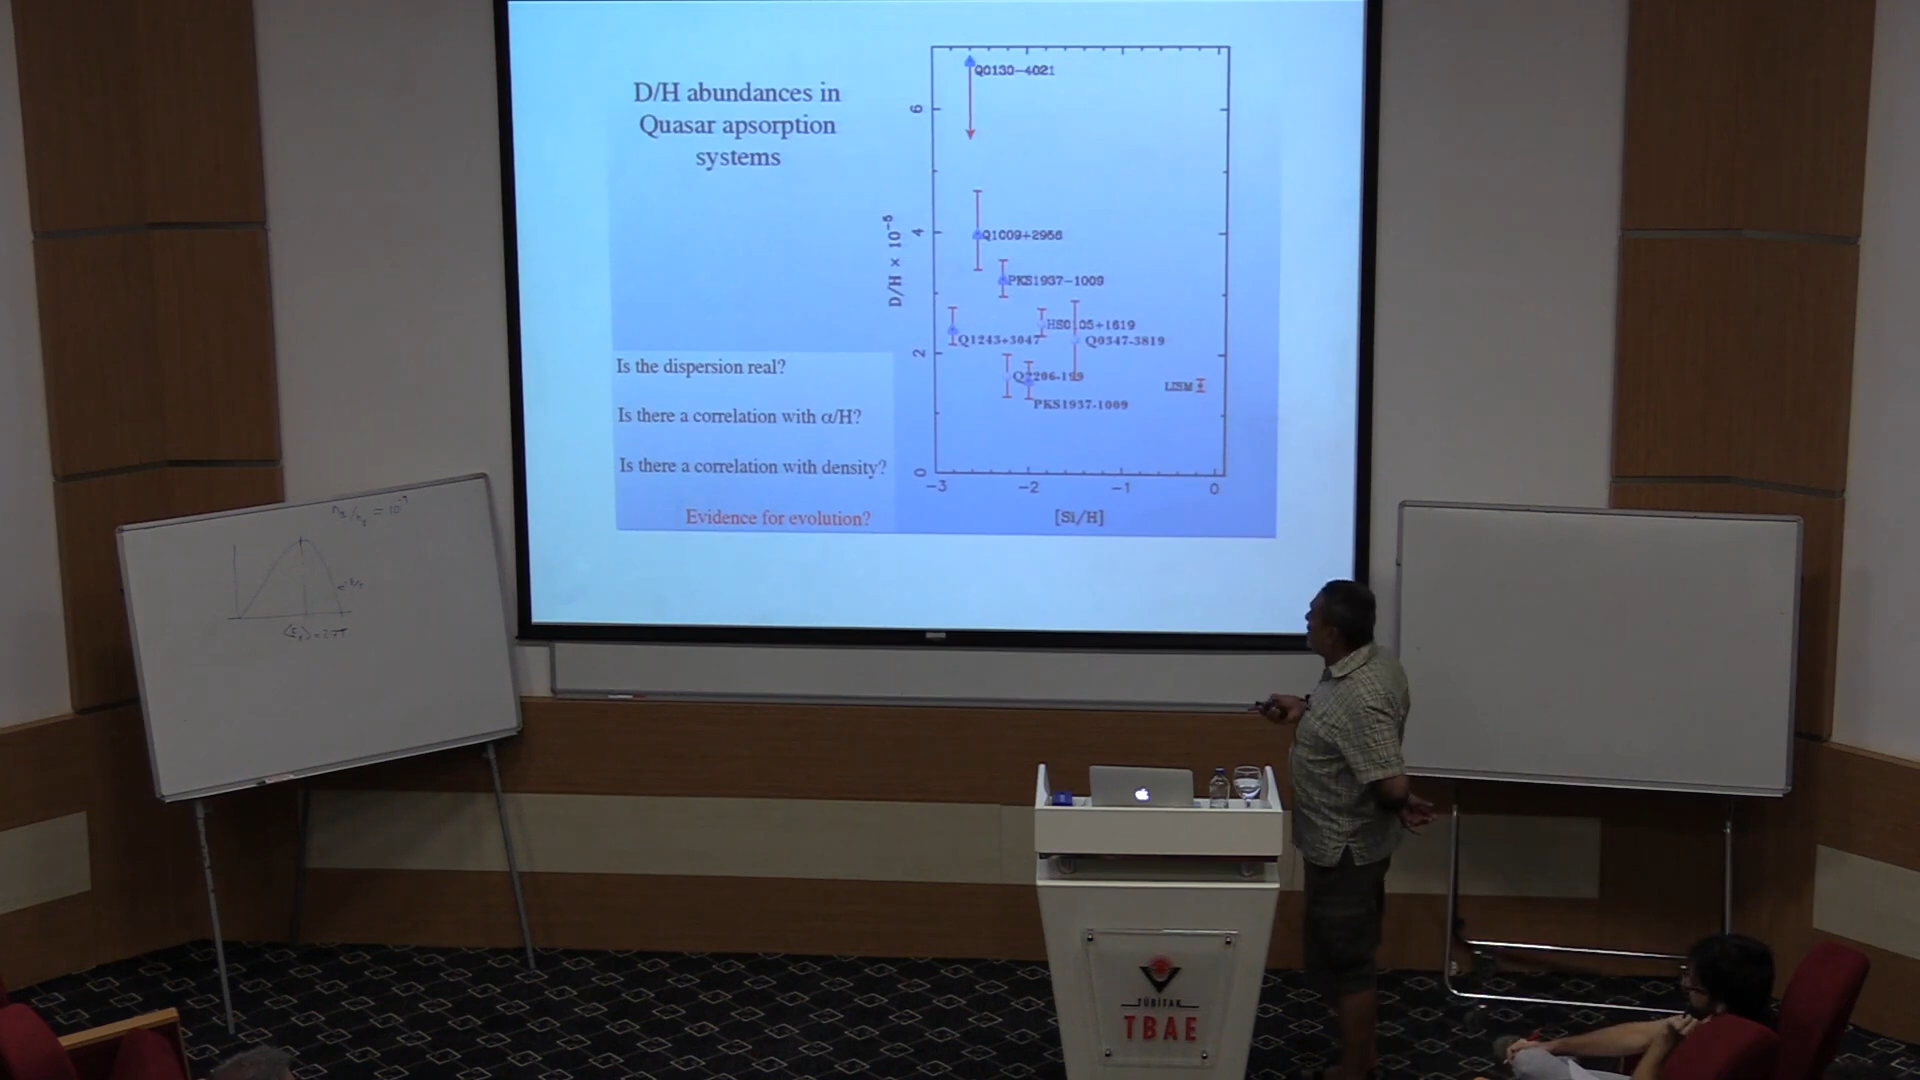 D/H abundances in
Quasar apsorption
systems
Is the dispersion real?
Is there a correlation with α/H?
Is there a correlation with density?
Evidence for evolution?
Q0130−4021
Q1009+2956
PKS1937−1009
HS0105+1619
Q1243+3047
Q0347-3819
Q2206-199
LISM
PKS1937-1009
D/H × 10⁻⁵
6
4
2
0
−3
−2
−1
0
[Si/H]
TÜBİTAK
TBAE